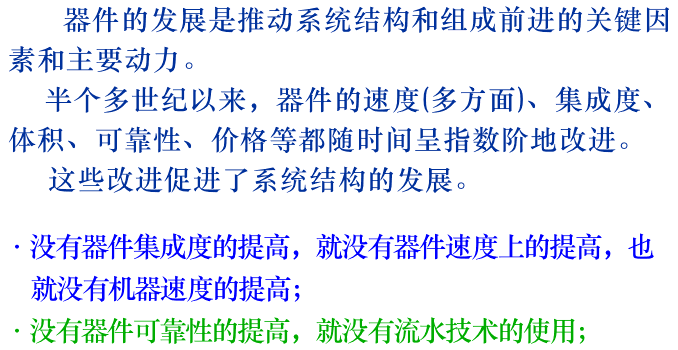 器件的发展是推动系统结构和组成前进的关键因
素和主要动力。
半个多世纪以来，器件的速度(多方面)、集成度、
体积、可靠性、价格等都随时间呈指数阶地改进。
这些改进促进了系统结构的发展。
·没有器件集成度的提高，就没有器件速度上的提高，也
就没有机器速度的提高；
·没有器件可靠性的提高，就没有流水技术的使用；